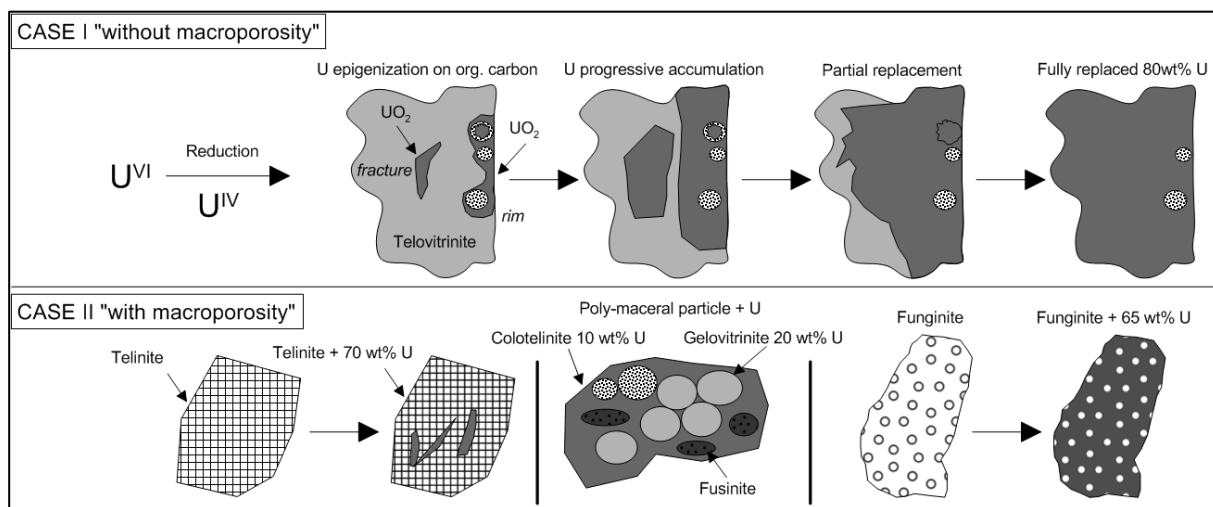 CASE I "without macroporosity"
U epigenization on org. carbon
U progressive accumulation
Partial replacement
Fully replaced 80wt% U
UO2
UO2
Reduction
fracture
U^VI
U^IV
rim
Telovitrinite
CASE II "with macroporosity"
Poly-maceral particle + U
Telinite
Telinite + 70 wt% U
Colotelinite 10 wt% U
Gelovitrinite 20 wt% U
Funginite
Funginite + 65 wt% U
Fusinite